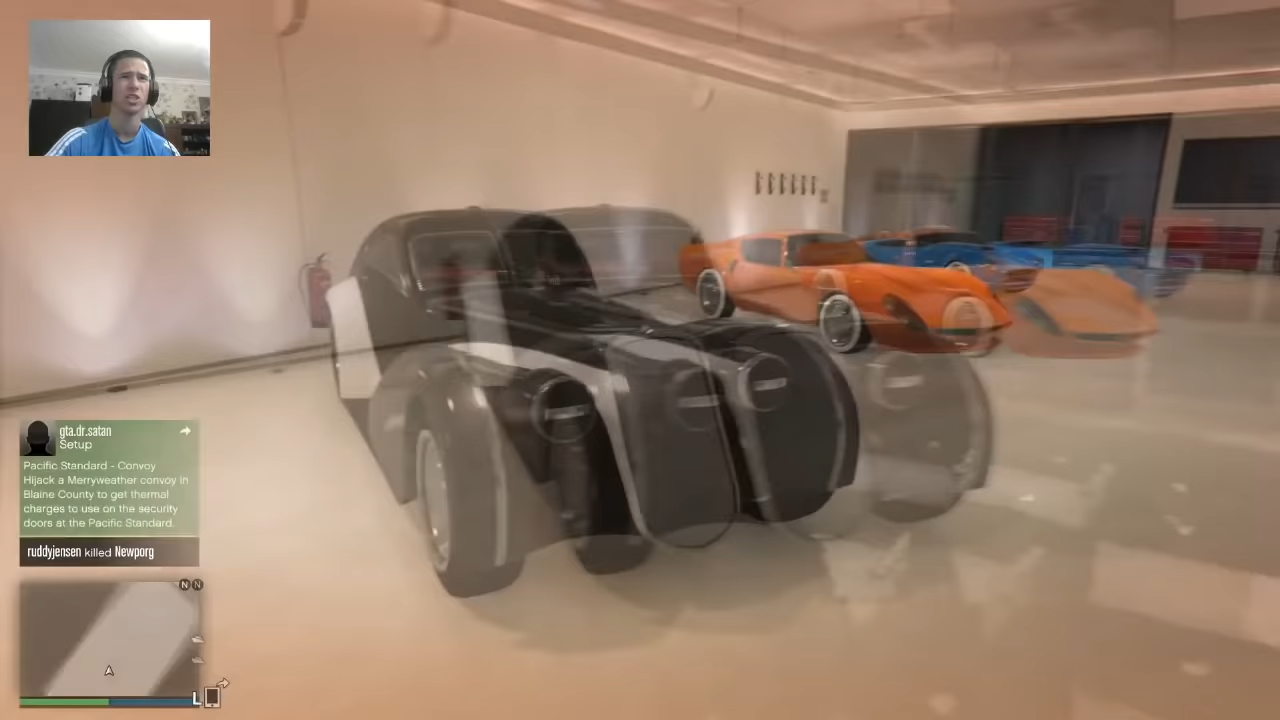 gta.dr.satan
Setup
Pacific Standard - Convoy
Hijack a Merryweather convoy in
Blaine County to get thermal
charges to use on the security
doors at the Pacific Standard.
ruddyjensen killed Newporg
N N
L